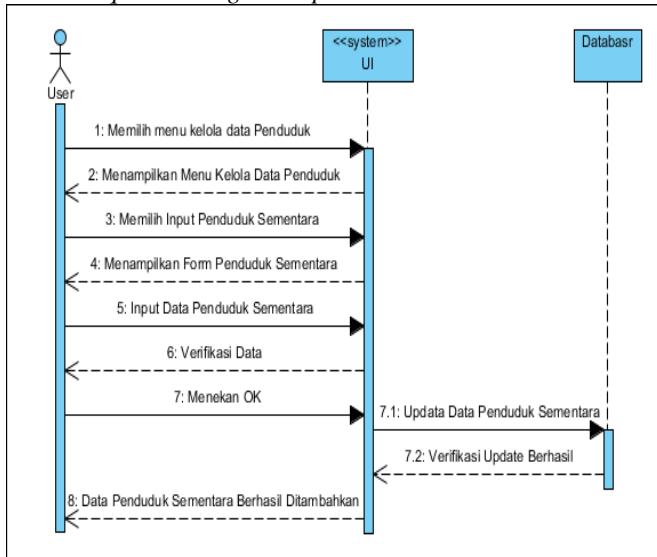 <<system>>
UI
Databasr
User
1: Memilih menu kelola data Penduduk
2: Menampilkan Menu Kelola Data Penduduk
3: Memilih Input Penduduk Sementara
4: Menampilkan Form Penduduk Sementara
5: Input Data Penduduk Sementara
6: Verifikasi Data
7: Menekan OK
7.1: Updata Data Penduduk Sementara
7.2: Verifikasi Update Berhasil
8: Data Penduduk Sementara Berhasil Ditambahkan